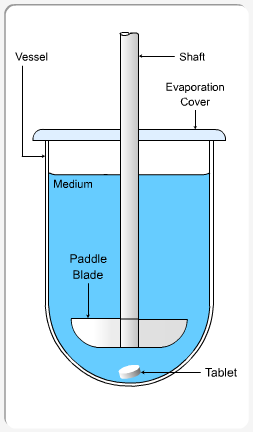 Vessel
Shaft
Evaporation
Cover
Medium
Paddle
Blade
Tablet